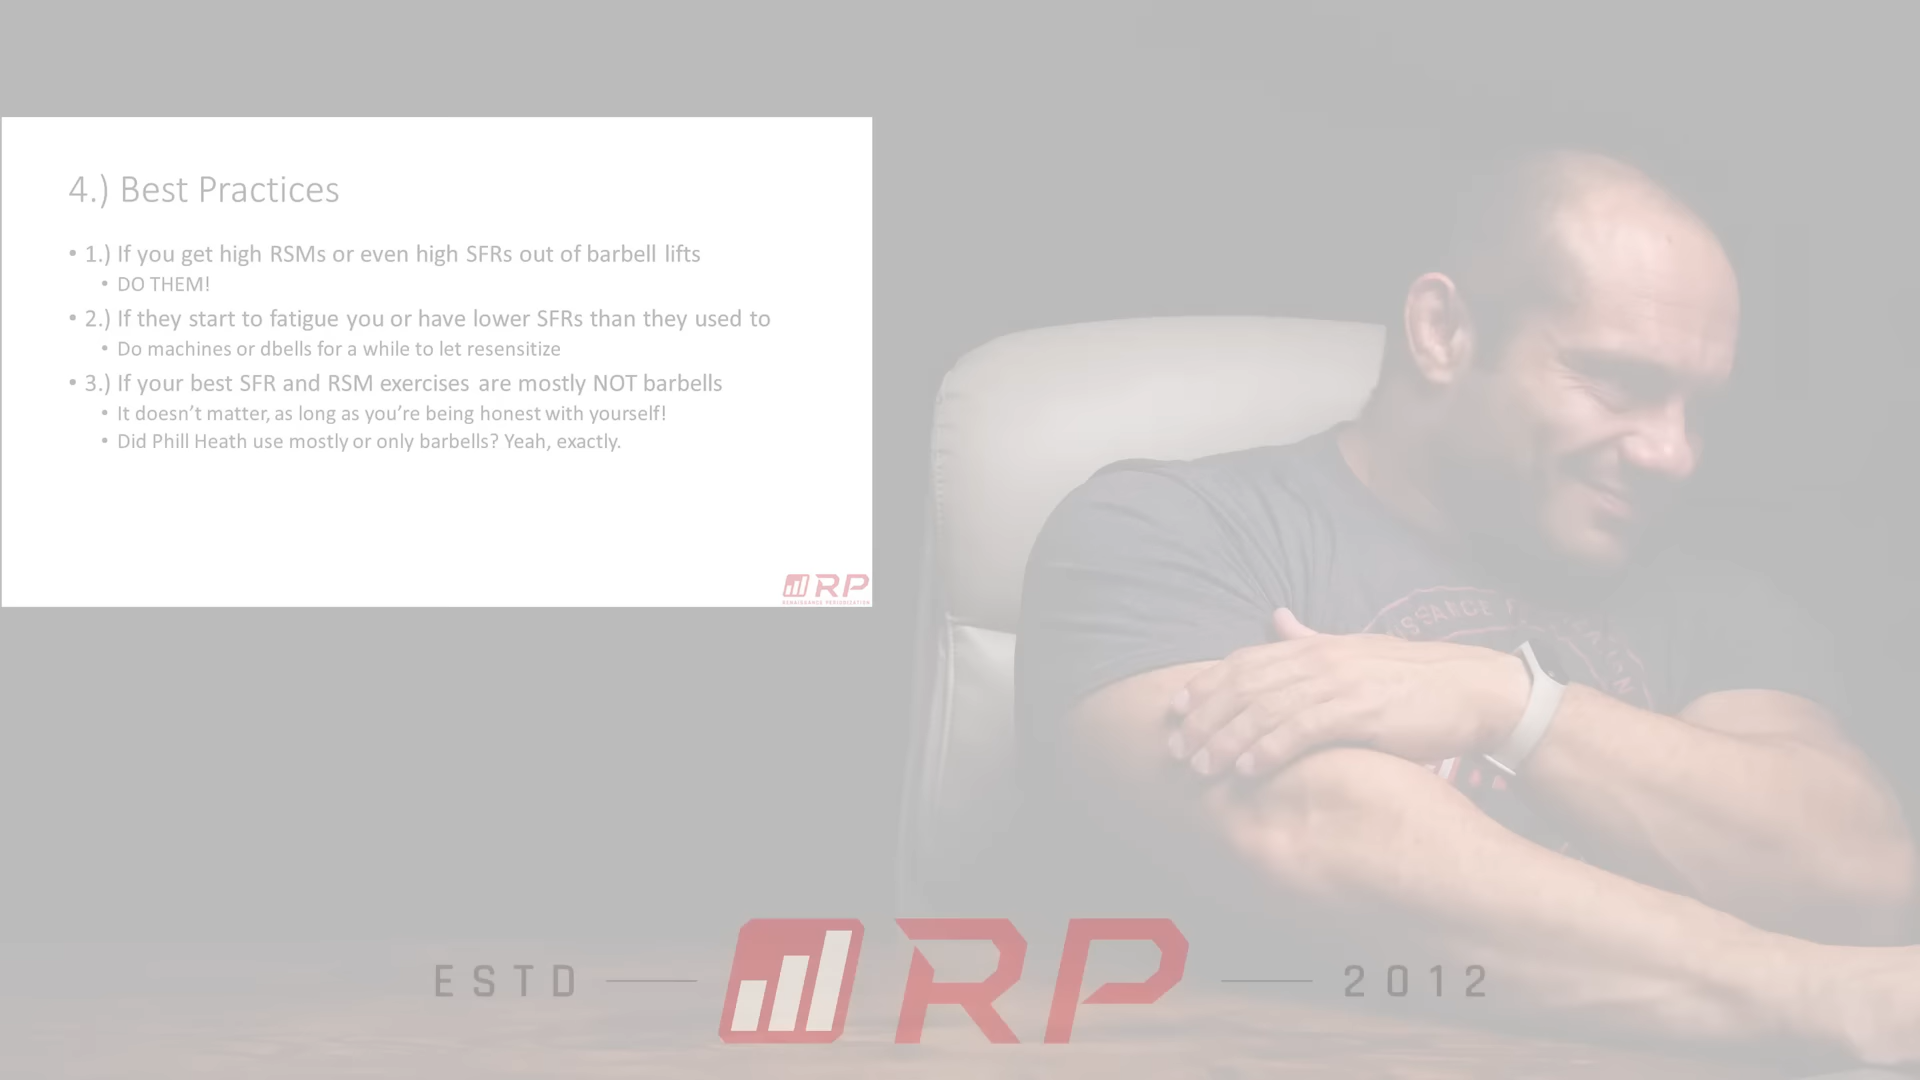 4.) Best Practices
• 1.) If you get high RSMs or even high SFRs out of barbell lifts
• DO THEM!
• 2.) If they start to fatigue you or have lower SFRs than they used to
• Do machines or dbells for a while to let resensitize
• 3.) If your best SFR and RSM exercises are mostly NOT barbells
• It doesn't matter, as long as you're being honest with yourself!
• Did Phill Heath use mostly or only barbells? Yeah, exactly.
RP
RENAISSANCE PERIODIZATION
ESTD RP 2012